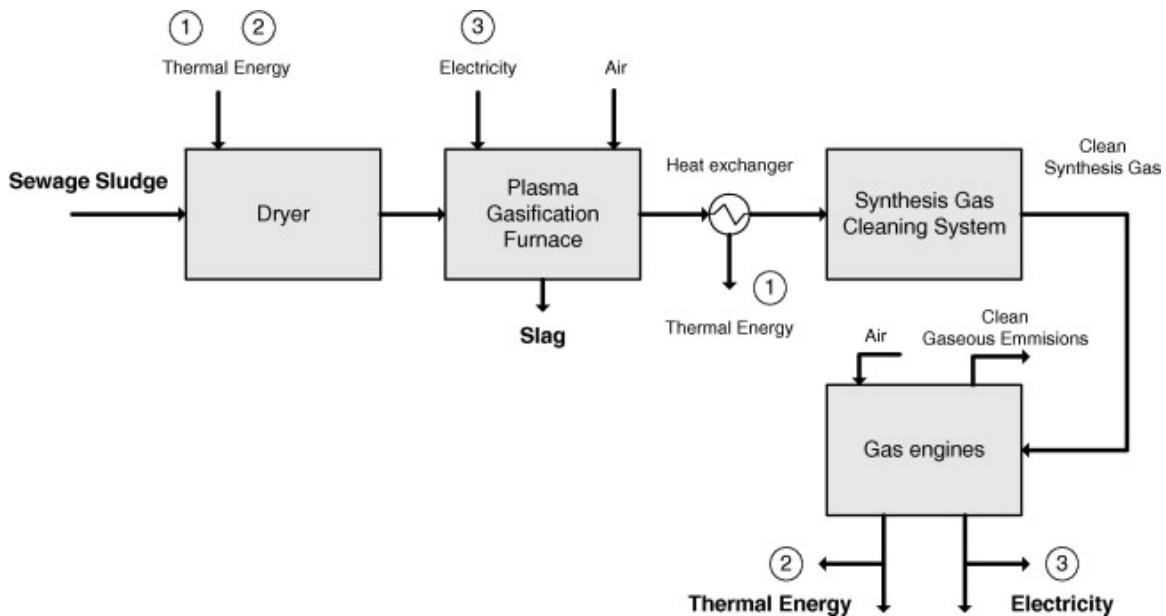 1 2
Thermal Energy
3
Electricity
Air
Sewage Sludge
Dryer
Plasma
Gasification
Furnace
Slag
Heat exchanger
1
Thermal Energy
Synthesis Gas
Cleaning System
Clean
Synthesis Gas
Air
Clean
Gaseous Emmisions
Gas engines
2
Thermal Energy
3
Electricity